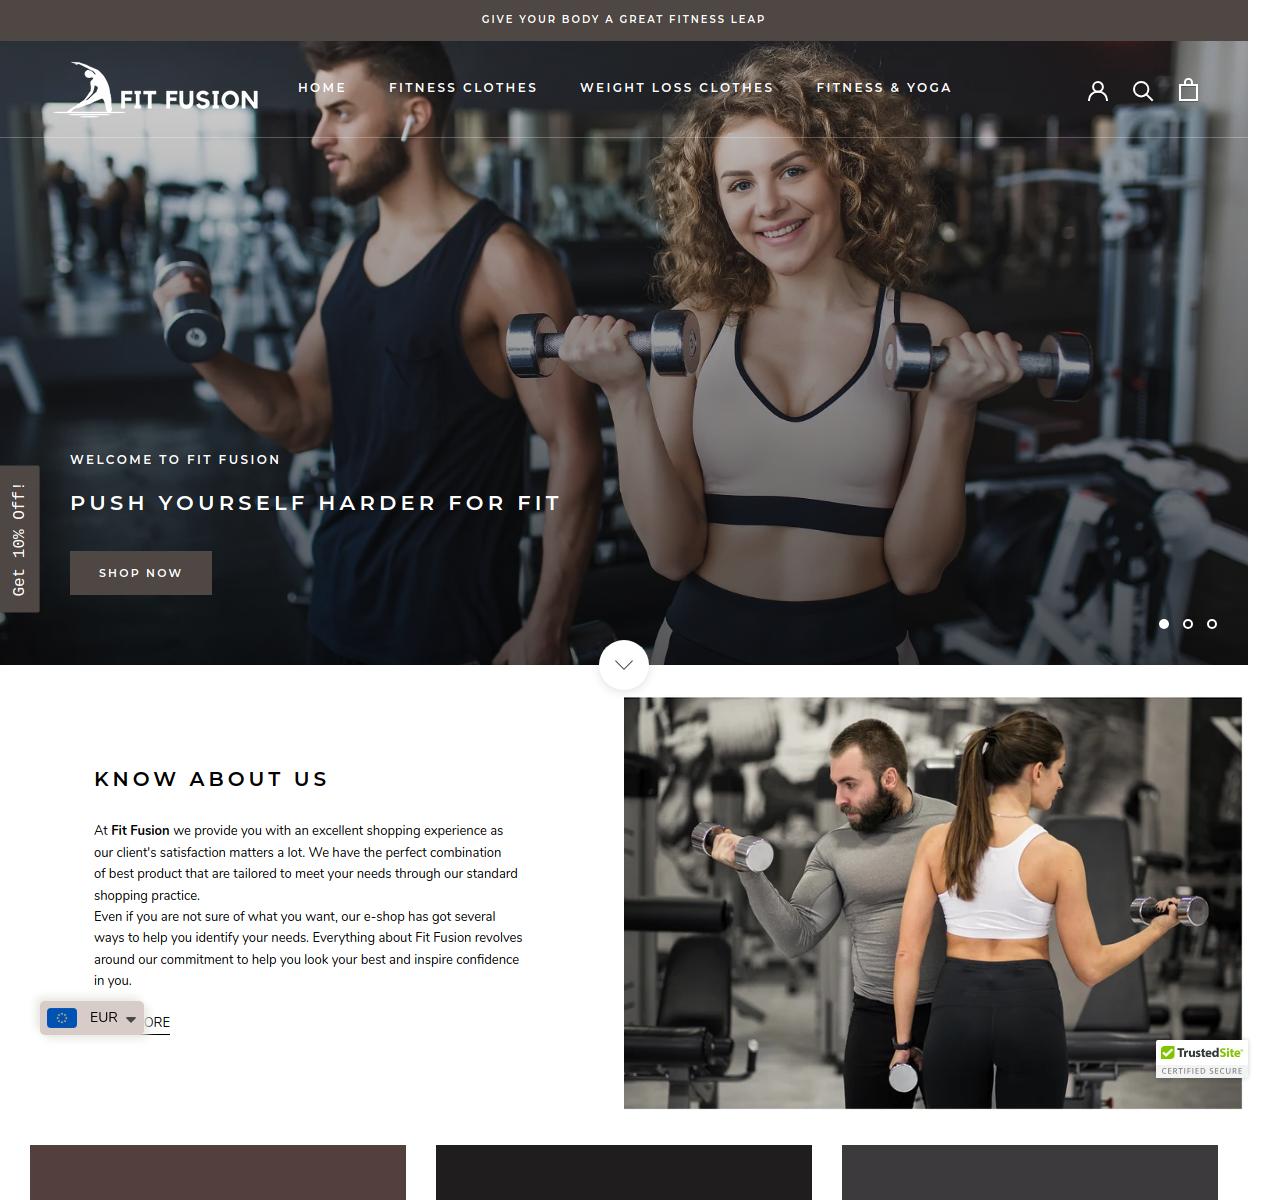 GIVE YOUR BODY A GREAT FITNESS LEAP
FIT FUSION
HOME FITNESS CLOTHES WEIGHT LOSS CLOTHES FITNESS & YOGA
WELCOME TO FIT FUSION
PUSH YOURSELF HARDER FOR FIT
Get 10% Off!
SHOP NOW
KNOW ABOUT US
At Fit Fusion we provide you with an excellent shopping experience as
our client's satisfaction matters a lot. We have the perfect combination
of best product that are tailored to meet your needs through our standard
shopping practice.
Even if you are not sure of what you want, our e-shop has got several
ways to help you identify your needs. Everything about Fit Fusion revolves
around our commitment to help you look your best and inspire confidence
in you.
EUR
ORE
TrustedSite
CERTIFIED SECURE